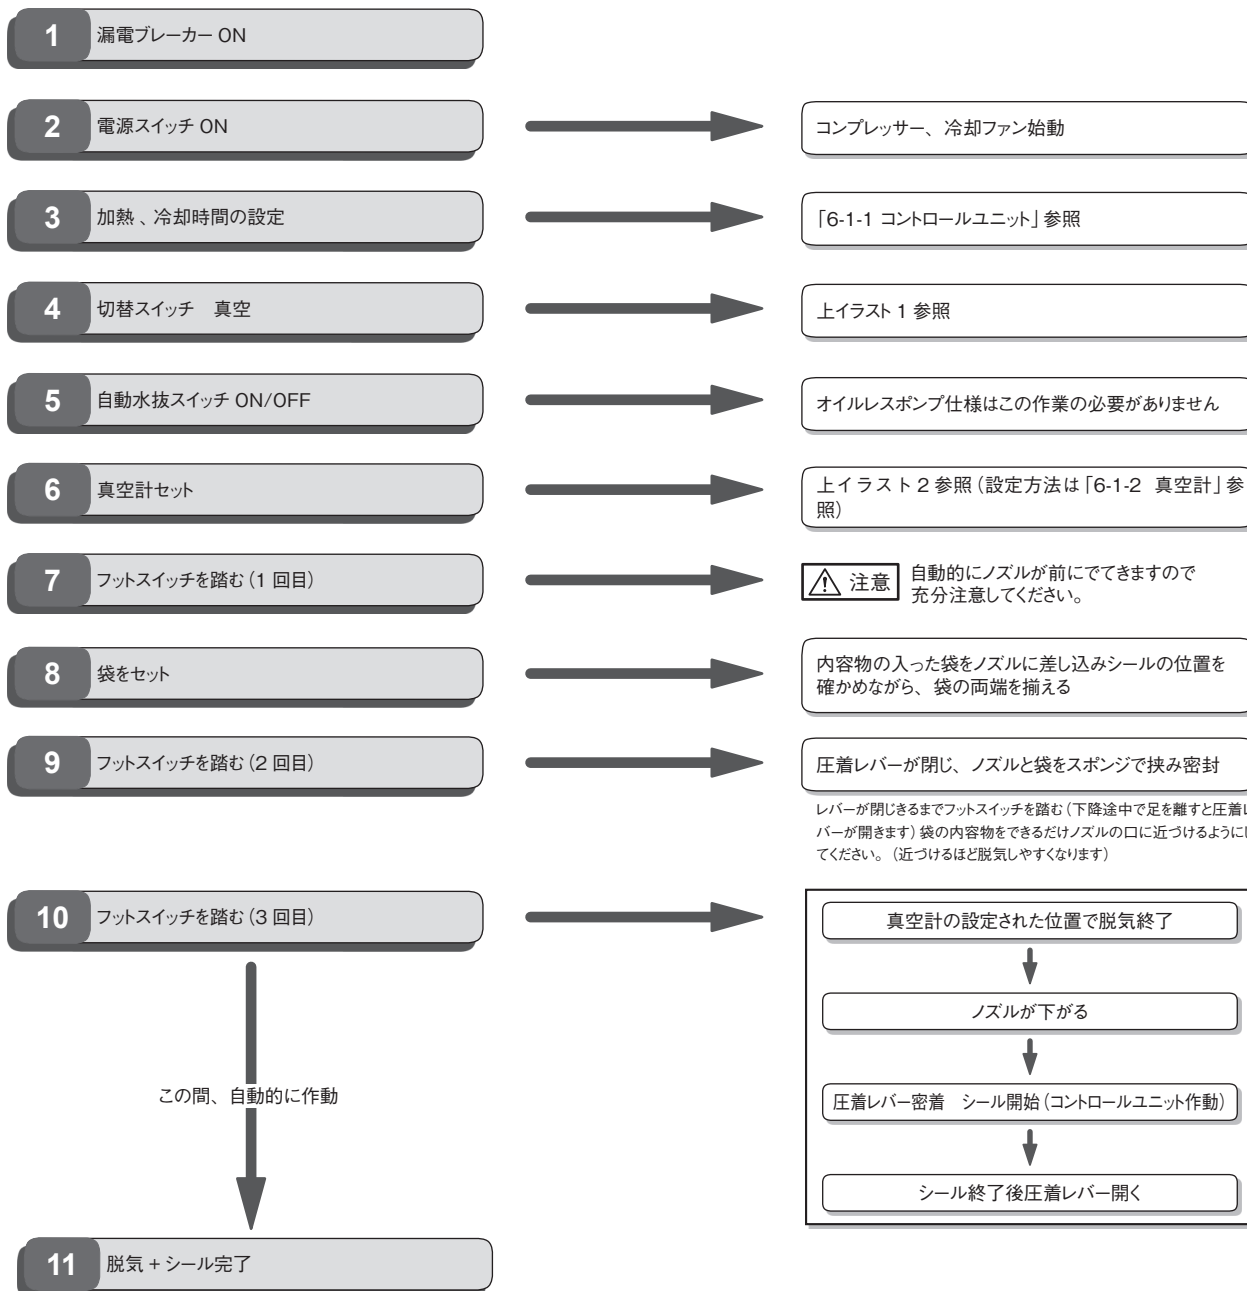 1 漏電ブレーカー ON
2 電源スイッチ ON
コンプレッサー、冷却ファン始動
3 加熱 、冷却時間の設定
「6-1-1 コントロールユニット」参照
4 切替スイッチ　真空
上イラスト 1 参照
5 自動水抜スイッチ ON/OFF
オイルレスポンプ仕様はこの作業の必要がありません
6 真空計セット
上イラスト 2 参照（設定方法は「6-1-2 真空計」参
照）
7 フットスイッチを踏む（1 回目）
注意 自動的にノズルが前にでてきますので
充分注意してください。
8 袋をセット
内容物の入った袋をノズルに差し込みシールの位置を
確かめながら、袋の両端を揃える
9 フットスイッチを踏む（2 回目）
圧着レバーが閉じ、ノズルと袋をスポンジで挟み密封
レバーが閉じきるまでフットスイッチを踏む（下降途中で足を離すと圧着レ
バーが開きます）袋の内容物をできるだけノズルの口に近づけるようにし
てください。（近づけるほど脱気しやすくなります）
10 フットスイッチを踏む（3 回目）
真空計の設定された位置で脱気終了
ノズルが下がる
この間、自動的に作動
圧着レバー密着　シール開始（コントロールユニット作動）
シール終了後圧着レバー開く
11 脱気 + シール完了